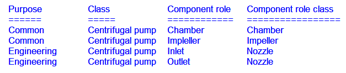 Purpose Class Component role Component role class
====== ===== ============ =================
Common Centrifugal pump Chamber Chamber
Common Centrifugal pump Impleller Impeller
Engineering Centrifugal pump Inlet Nozzle
Engineering Centrifugal pump Outlet Nozzle